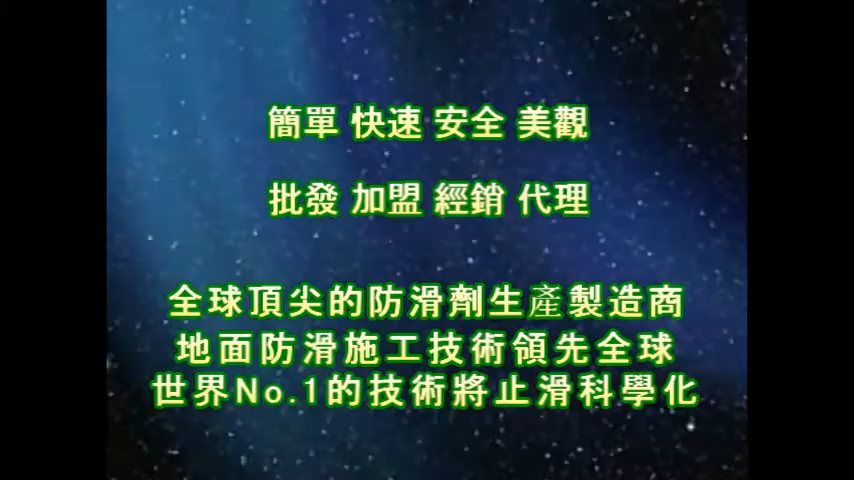 簡單 快速 安全 美觀
批發 加盟 經銷 代理
全球頂尖的防滑劑生產製造商
地面防滑施工技術領先全球
世界No.1的技術將止滑科學化